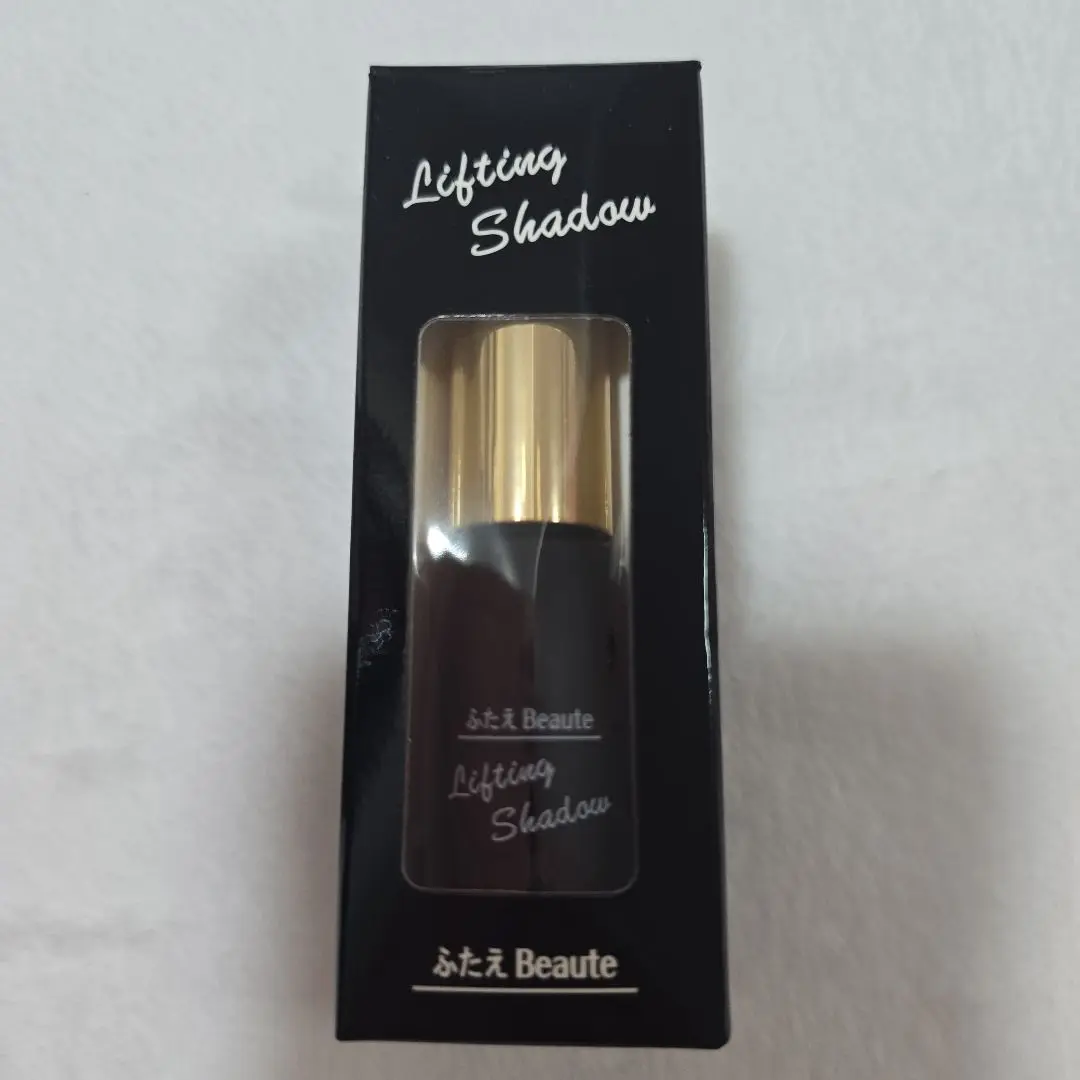 Lifting
Shadow
ふたえ Beaute
Lifting
Shadow
ふたえ Beaute